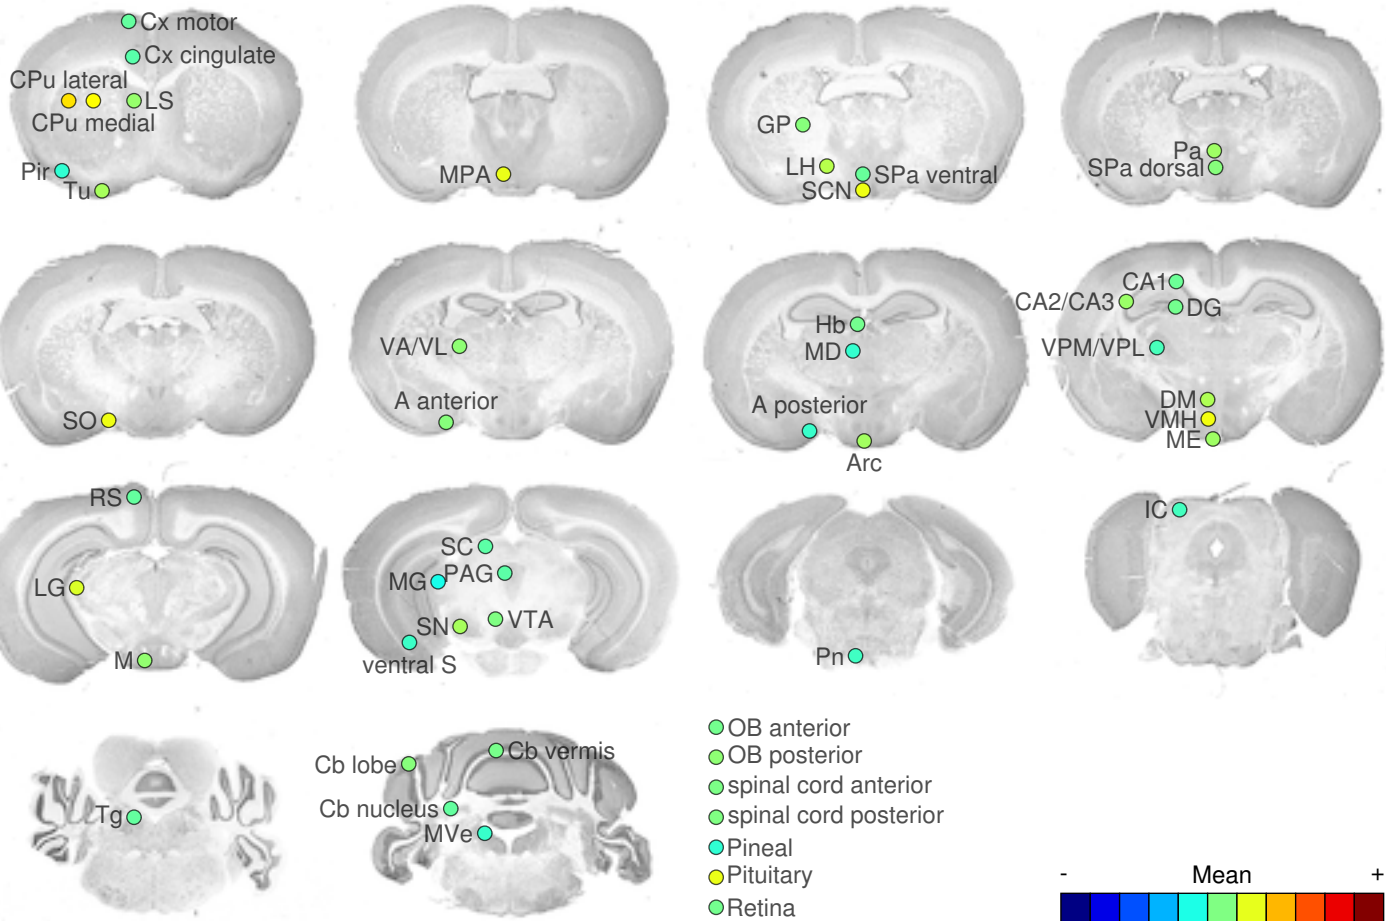 Cx motor
Cx cingulate
CPu lateral
LS
CPu medial
Pir
Tu
MPA
GP
LH
SPa ventral
SCN
Pa
SPa dorsal
SO
VA/VL
A anterior
Hb
MD
A posterior
Arc
CA1
CA2/CA3
DG
VPM/VPL
DM
VMH
ME
RS
LG
M
SC
MG
PAG
SN
VTA
ventral S
Pn
IC
Tg
Cb vermis
Cb lobe
Cb nucleus
MVe
OB anterior
OB posterior
spinal cord anterior
spinal cord posterior
Pineal
Pituitary
Retina
- Mean +